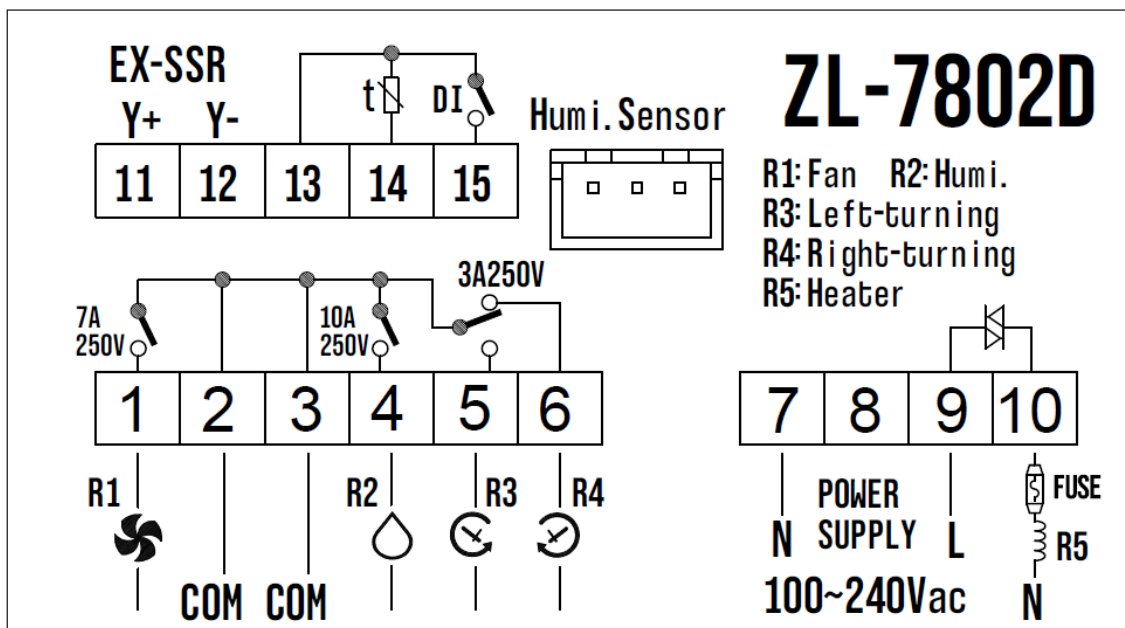 EX-SSR
Y+ Y-
t
DI
Humi.Sensor
11 12 13 14 15
ZL-7802D
R1:Fan R2:Humi.
R3:Left-turning
R4:Right-turning
R5:Heater
7A
250V
10A
250V
3A250V
1 2 3 4 5 6
7 8 9 10
R1 R2 R3 R4
COM COM
N
POWER
SUPPLY
L
FUSE
R5
100~240Vac
N